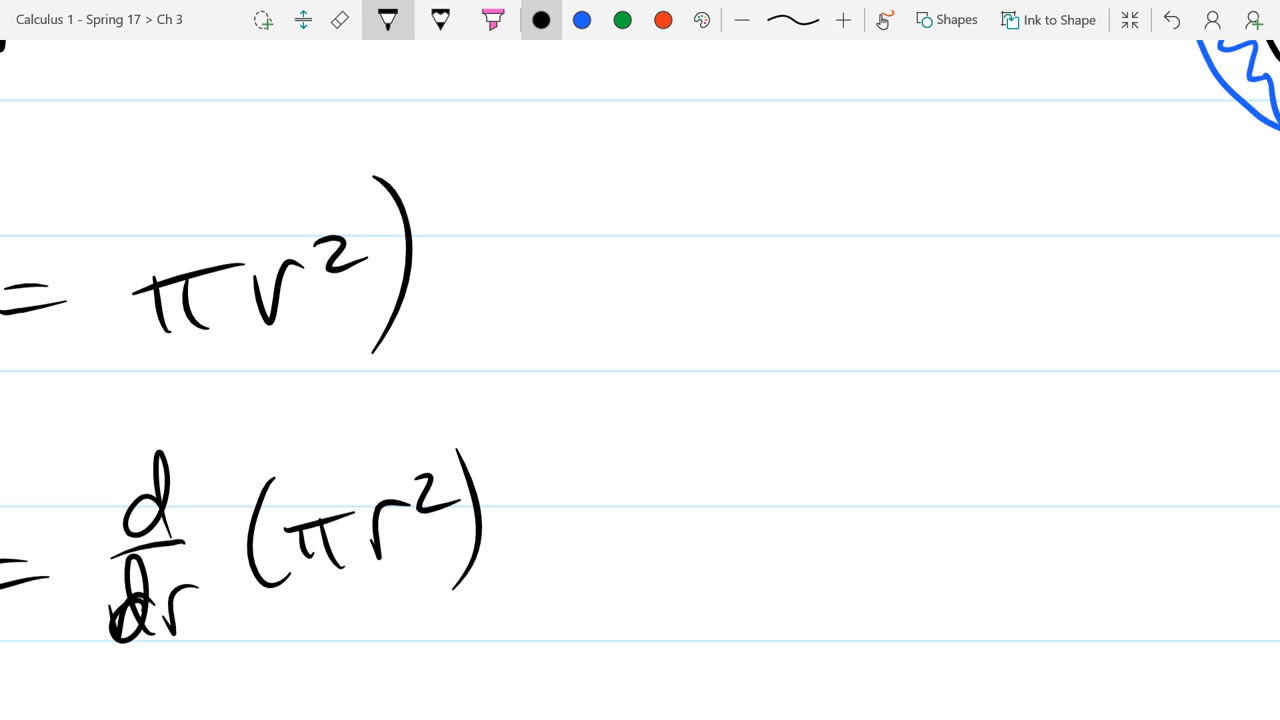 Calculus 1 - Spring 17 > Ch 3 Shapes Ink to Shape
= πr²)
= d/dr (πr²)